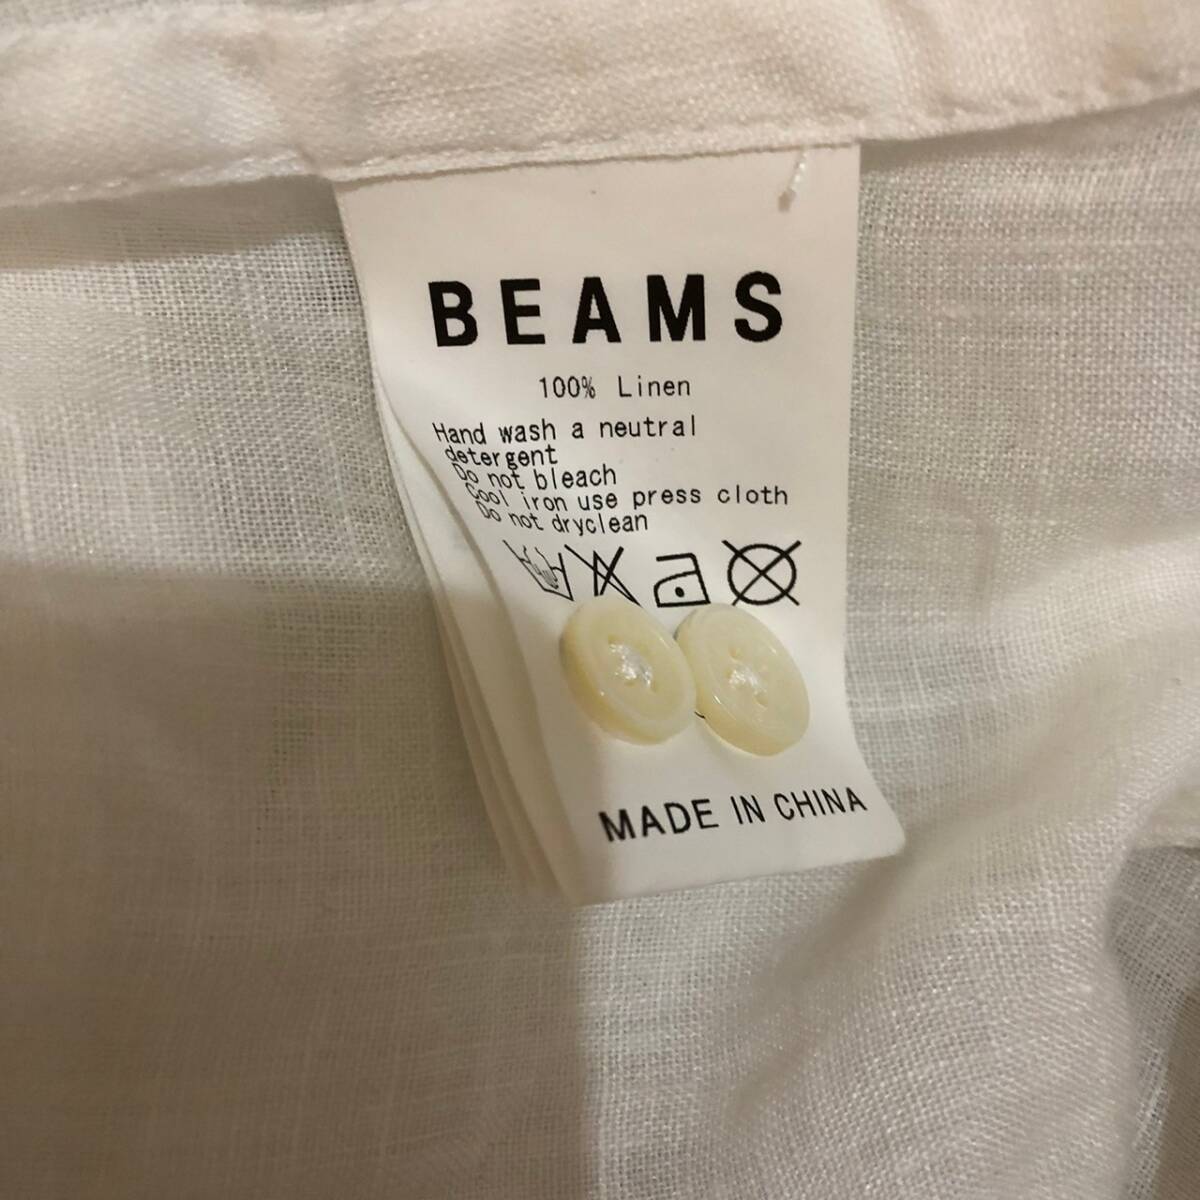 BEAMS
100% Linen
Hand wash a neutral
detergent
Do not bleach
Cool iron use press cloth
Do not dryclean
MADE IN CHINA